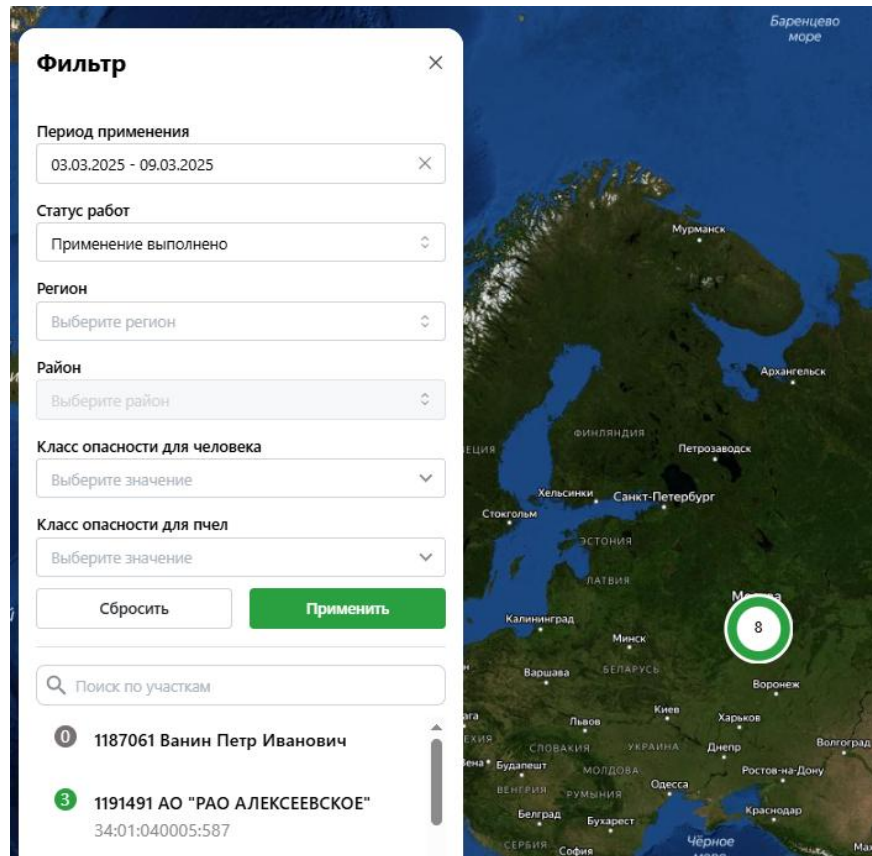 Фильтр
Период применения
03.03.2025 - 09.03.2025
Статус работ
Применение выполнено
Регион
Выберите регион
Район
Выберите район
Класс опасности для человека
Выберите значение
Класс опасности для пчел
Выберите значение
Сбросить
Применить
Поиск по участкам
0
1187061 Ванин Петр Иванович
3
1191491 АО "РАО АЛЕКСЕЕВСКОЕ"
34:01:040005:587
Баренцево
море
Мурманск
Архангельск
ФИНЛЯНДИЯ
Петрозаводск
Хельсинки
Санкт-Петербург
Стокгольм
ЭСТОНИЯ
ЛАТВИЯ
8
Калининград
Минск
Варшава
БЕЛАРУСЬ
Воронеж
Киев
Львов
Харьков
СЛОВАКИЯ
УКРАИНА
Днепр
Волгоград
Будапешт
МОЛДОВА
Ростов-на-Дону
ВЕНГРИЯ
РУМЫНИЯ
Одесса
Белград
Бухарест
Краснодар
СЕРБИЯ
София
Чёрное